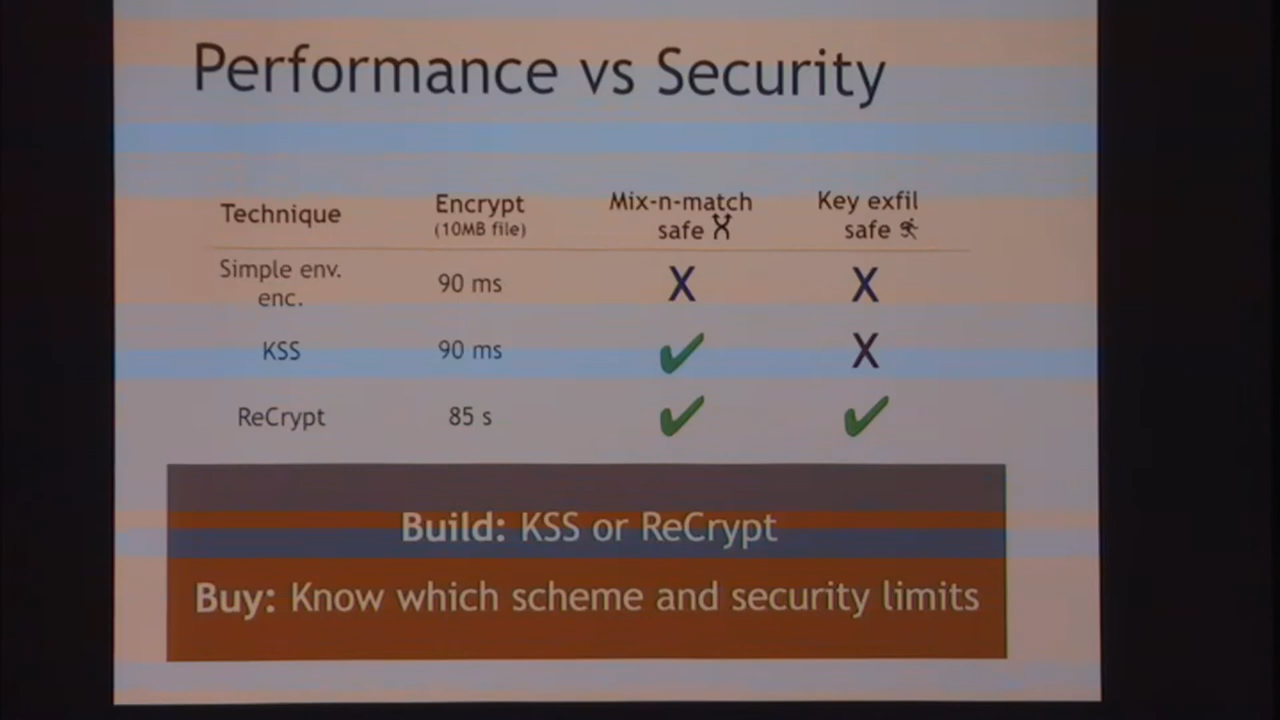 Performance vs Security
Technique
Encrypt
(10MB file)
Mix-n-match
safe
Key exfil
safe
Simple env.
enc.
90 ms
X
X
KSS
90 ms
✔
X
ReCrypt
85 s
✔
✔
Build: KSS or ReCrypt
Buy: Know which scheme and security limits